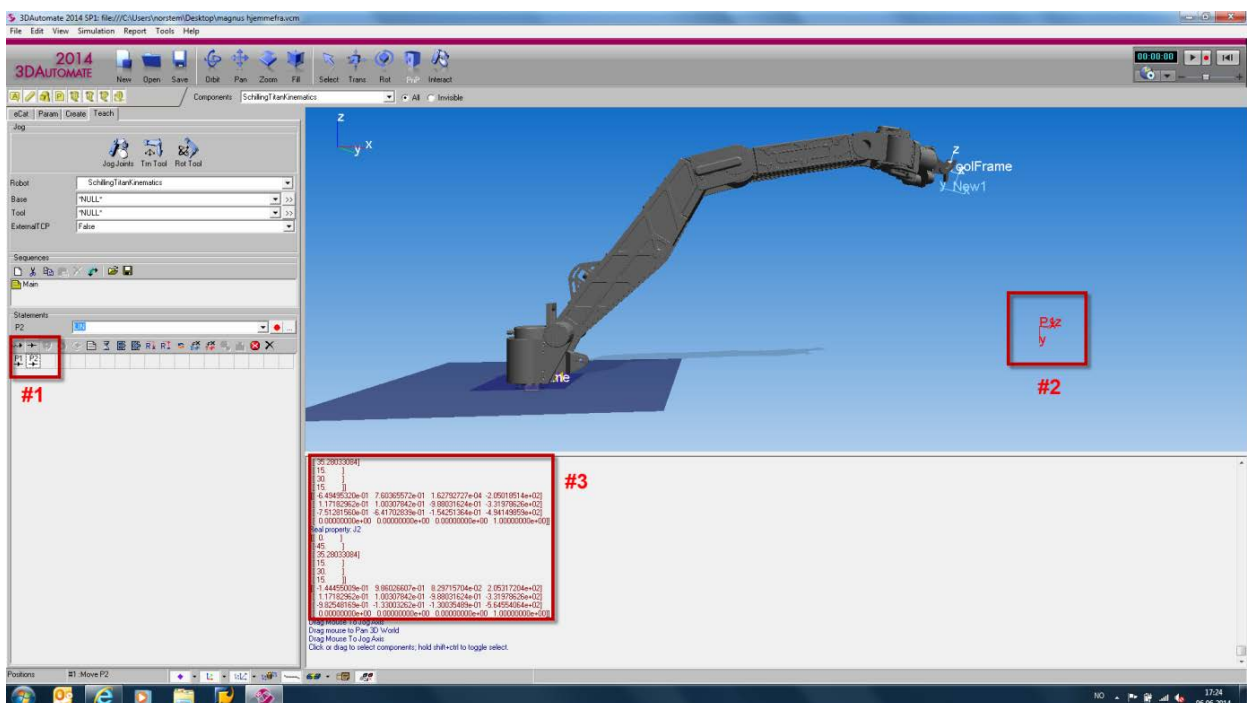 3DAutomate 2014 SP1: file:///C:\Users\norstem\Desktop\magnus hjemmefra.vcm
File Edit View Simulation Report Tools Help
2014
3DAUTOMATE
New Open Save Orbit Pan Zoom Fill Select Trans Rot PnP Interact
00:00:00
Components SchillingTitanKinematics All Invisible
eCat Param Create Teach
Jog
Jog Joints Trn Tool Rot Tool
Robot SchillingTitanKinematics
Base *NULL* >>
Tool *NULL* >>
ExternalTCP False
Sequences
Main
Statements
P2 LIN
P1 P2
#1
z
y x
z
ToolFrame
y New1
z
y
#2
#3
[ 35.28033084]
[ 15. ]
[ 30. ]
[ 15. ]]
[[ -6.49495320e-01 7.60365572e-01 1.62792727e-04 -2.05018514e+02]
[ 1.17182962e-01 1.00307842e-01 -9.88031624e-01 -3.31978626e+02]
[ -7.51281560e-01 -6.41702839e-01 -1.54251364e-01 -4.94149859e+02]
[ 0.00000000e+00 0.00000000e+00 0.00000000e+00 1.00000000e+00]]
Real property: J2
[[ 0. ]
[ 45. ]
[ 35.28033084]
[ 15. ]
[ 30. ]
[ 15. ]]
[[ -1.44455009e-01 9.86026607e-01 8.29715704e-02 2.05317204e+02]
[ 1.17182962e-01 1.00307842e-01 -9.88031624e-01 -3.31978626e+02]
[ -9.82548169e-01 -1.33003262e-01 -1.30035489e-01 -5.64554064e+02]
[ 0.00000000e+00 0.00000000e+00 0.00000000e+00 1.00000000e+00]]
Drag Mouse To Jog Axis
Drag mouse to Pan 3D World
Drag Mouse To Jog Axis
Click or drag to select components; hold shift+ctrl to toggle select.
Positions #1 :Move P2
NO 17:24
06.06.2014